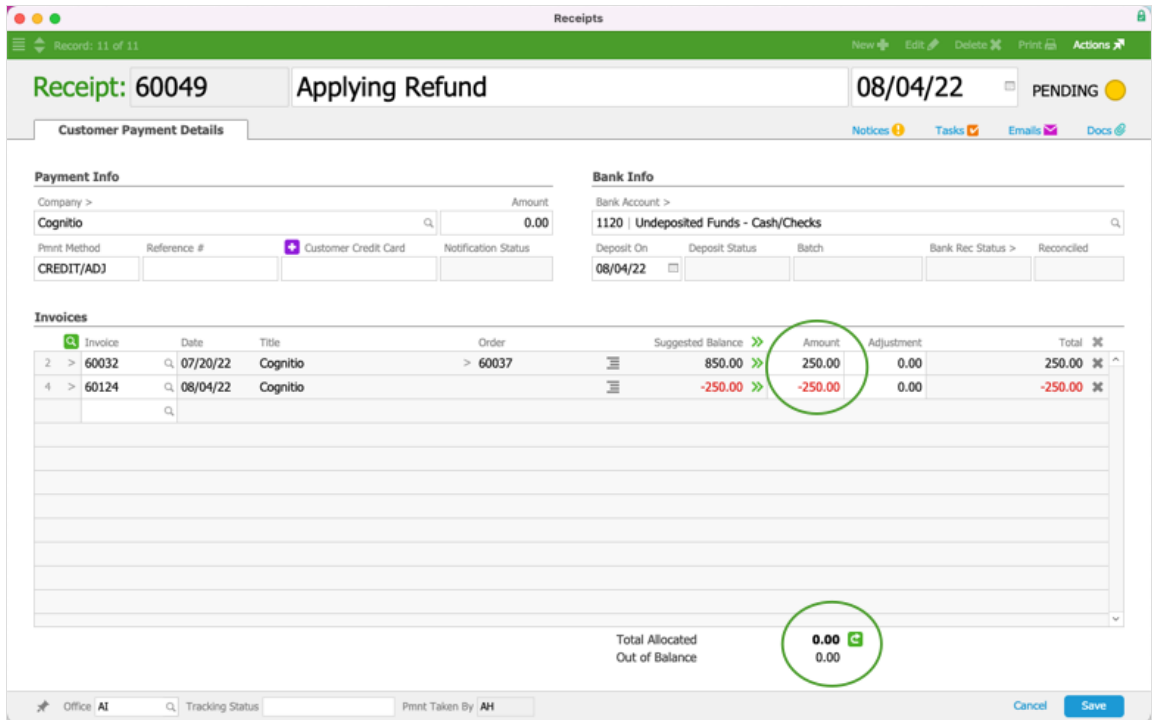 Receipts
Record: 11 of 11 New Edit Delete Print Actions
Receipt: 60049 Applying Refund 08/04/22 PENDING
Customer Payment Details Notices Tasks Emails Docs
Payment Info Bank Info
Company > Amount Bank Account >
Cognitio 0.00 1120 Undeposited Funds - Cash/Checks
Pmnt Method Reference # Customer Credit Card Notification Status Deposit On Deposit Status Batch Bank Rec Status > Reconciled
CREDIT/ADJ 08/04/22
Invoices
Invoice Date Title Order Suggested Balance Amount Adjustment Total
2 > 60032 07/20/22 Cognitio > 60037 850.00 250.00 0.00 250.00
4 > 60124 08/04/22 Cognitio -250.00 -250.00 0.00 -250.00
Total Allocated 0.00
Out of Balance 0.00
Office AI Tracking Status Pmnt Taken By AH Cancel Save